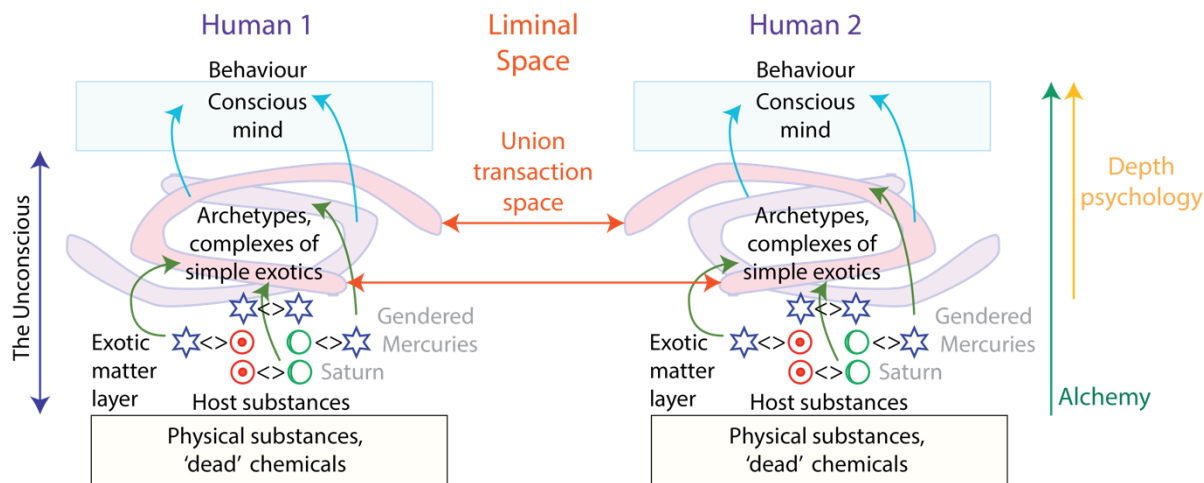 Human 1
Liminal
Space
Human 2
Behaviour
Conscious
mind
Behaviour
Conscious
mind
The Unconscious
Union
transaction
space
Depth
psychology
Archetypes,
complexes of
simple exotics
Archetypes,
complexes of
simple exotics
<>
<>
Gendered
Mercuries
Gendered
Mercuries
Exotic
matter
layer
<>
<>
<>
Saturn
Exotic
matter
layer
<>
<>
<>
Saturn
Alchemy
Host substances
Host substances
Physical substances,
'dead' chemicals
Physical substances,
'dead' chemicals